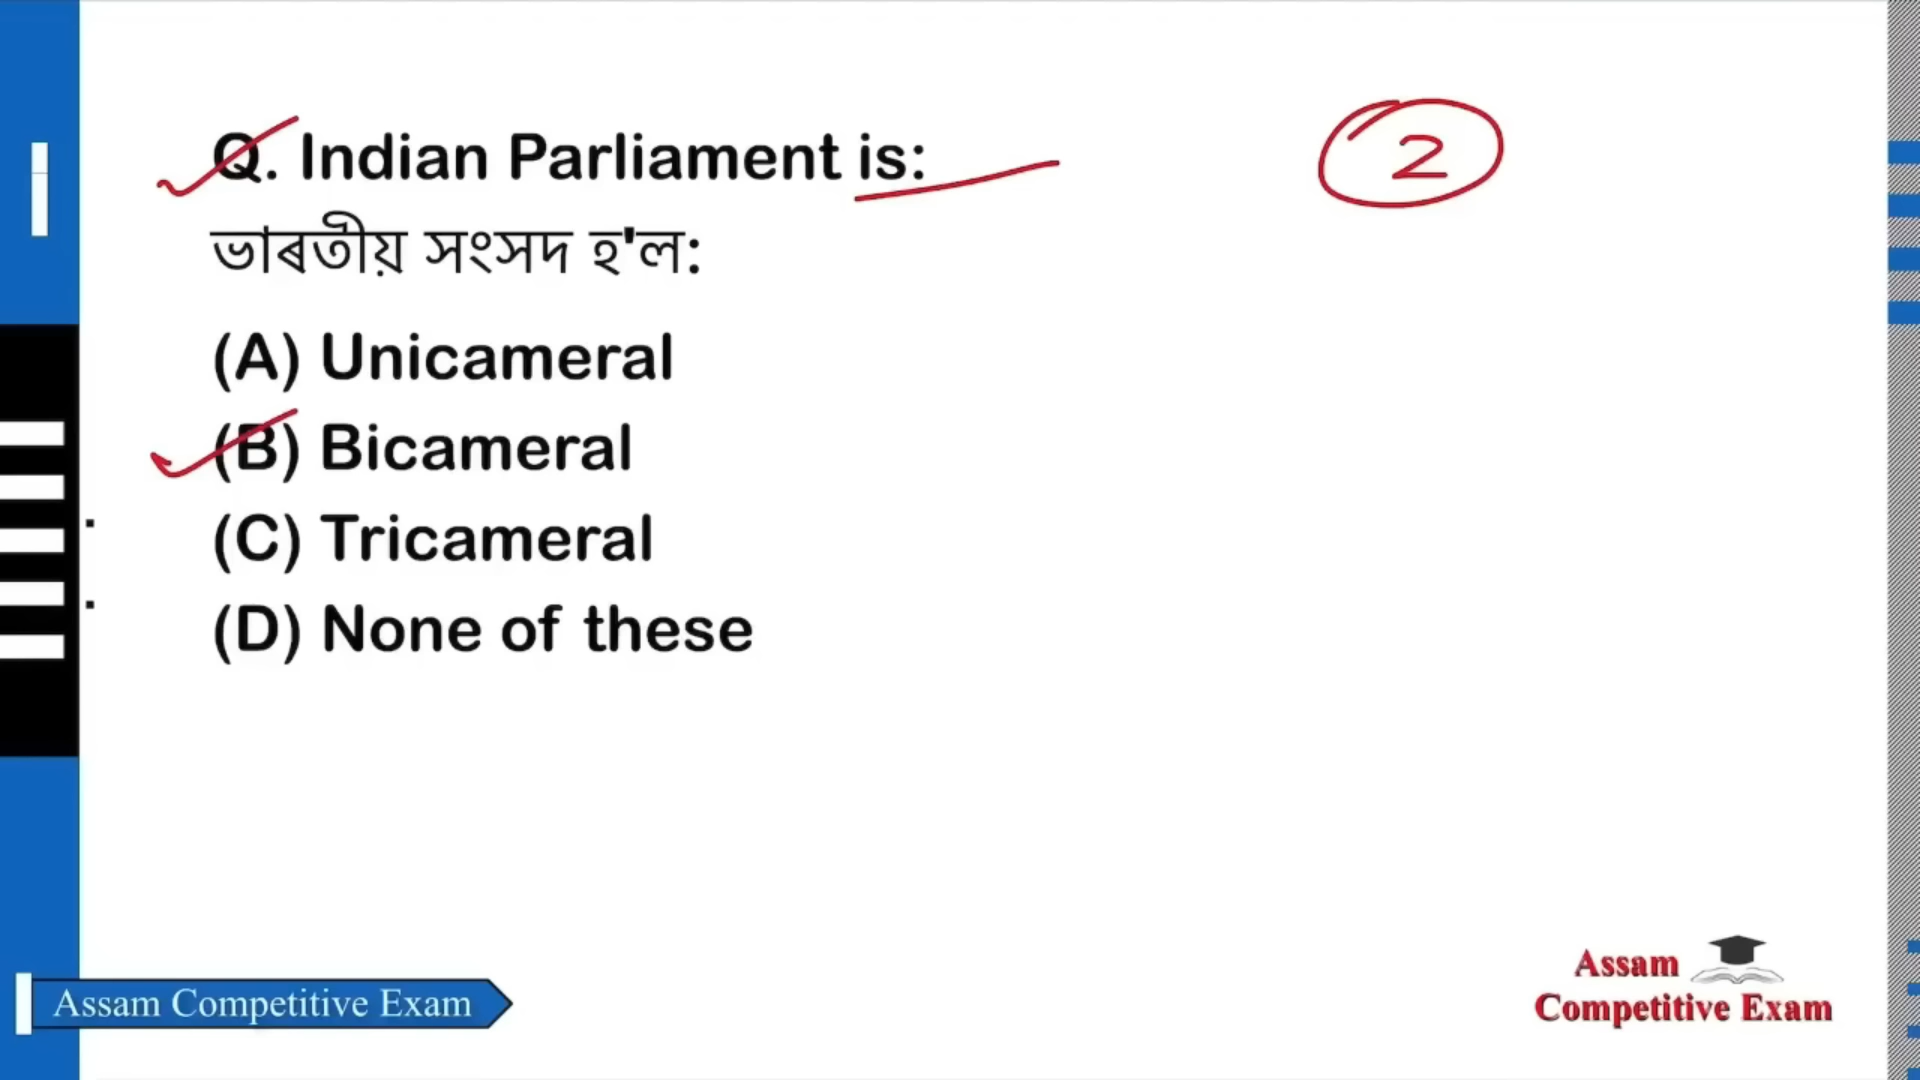 Q. Indian Parliament is:
2
ভাৰতীয় সংসদ হ'ল:
(A) Unicameral
(B) Bicameral
(C) Tricameral
(D) None of these
Assam Competitive Exam
Assam
Competitive Exam